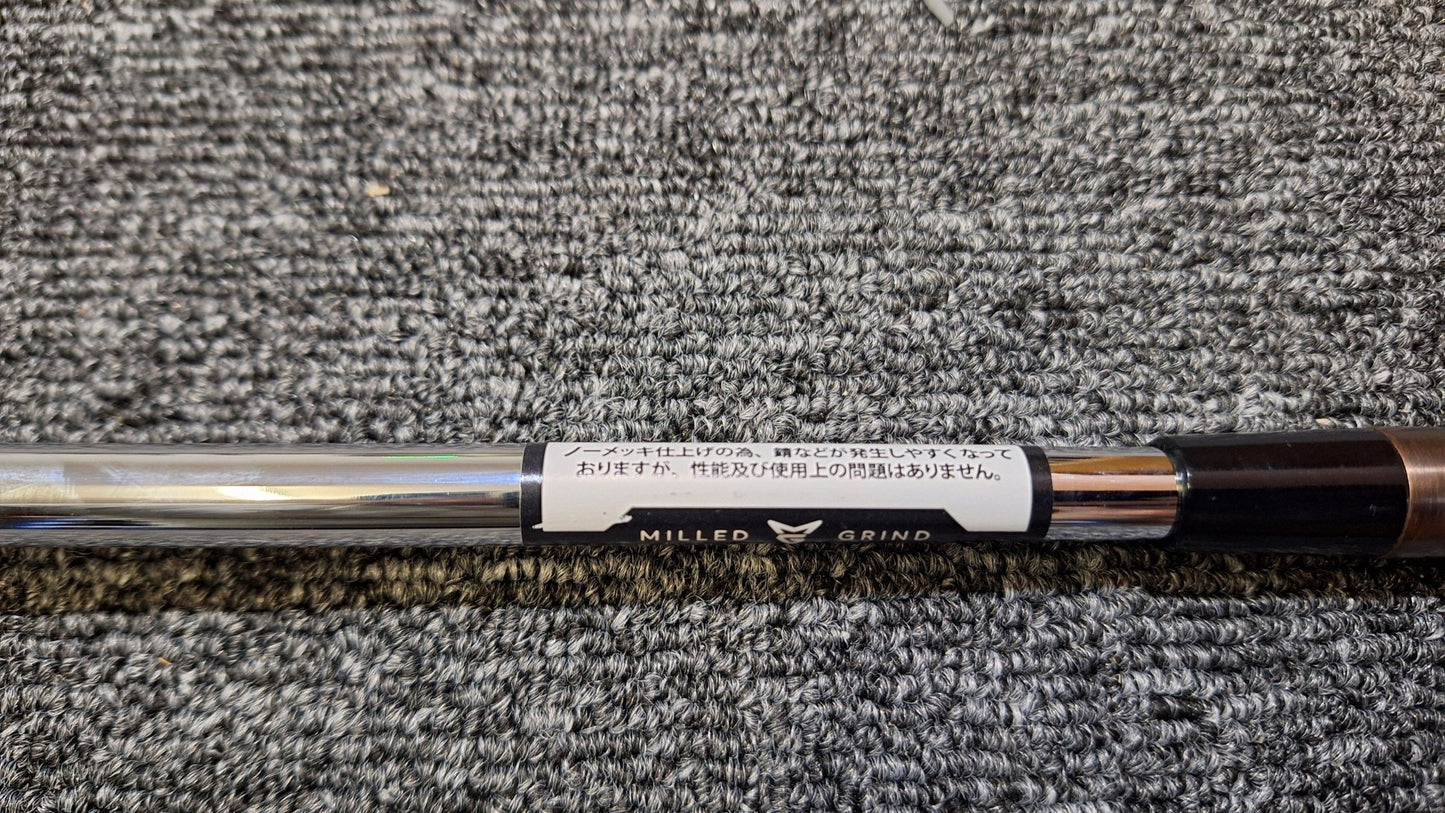 ノーメッキ仕上げの為、錆などが発生しやすくなって
おりますが、性能及び使用上の問題はありません。
MILLED GRIND